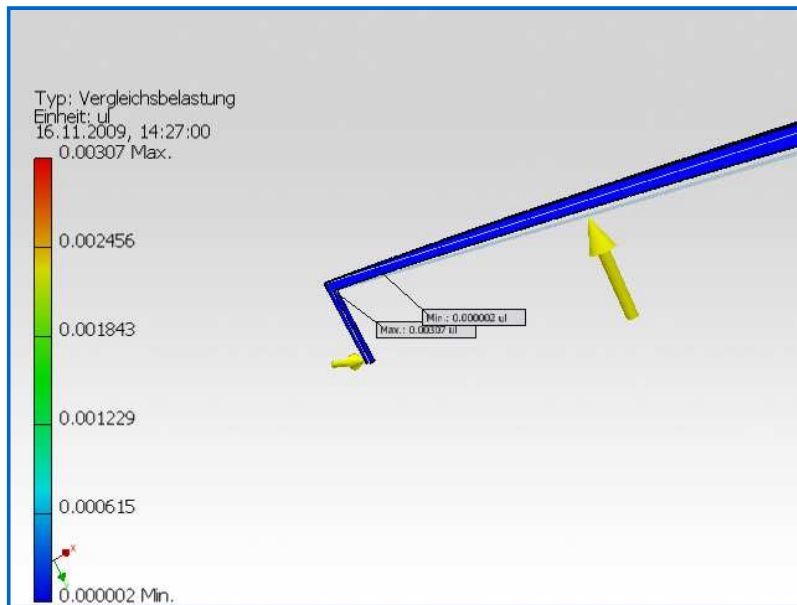 Typ: Vergleichsbelastung
Einheit: ul
16.11.2009, 14:27:00
0.00307 Max.
0.002456
0.001843
0.001229
0.000615
0.000002 Min.
Min.: 0.000002 ul
Max.: 0.00307 ul
x